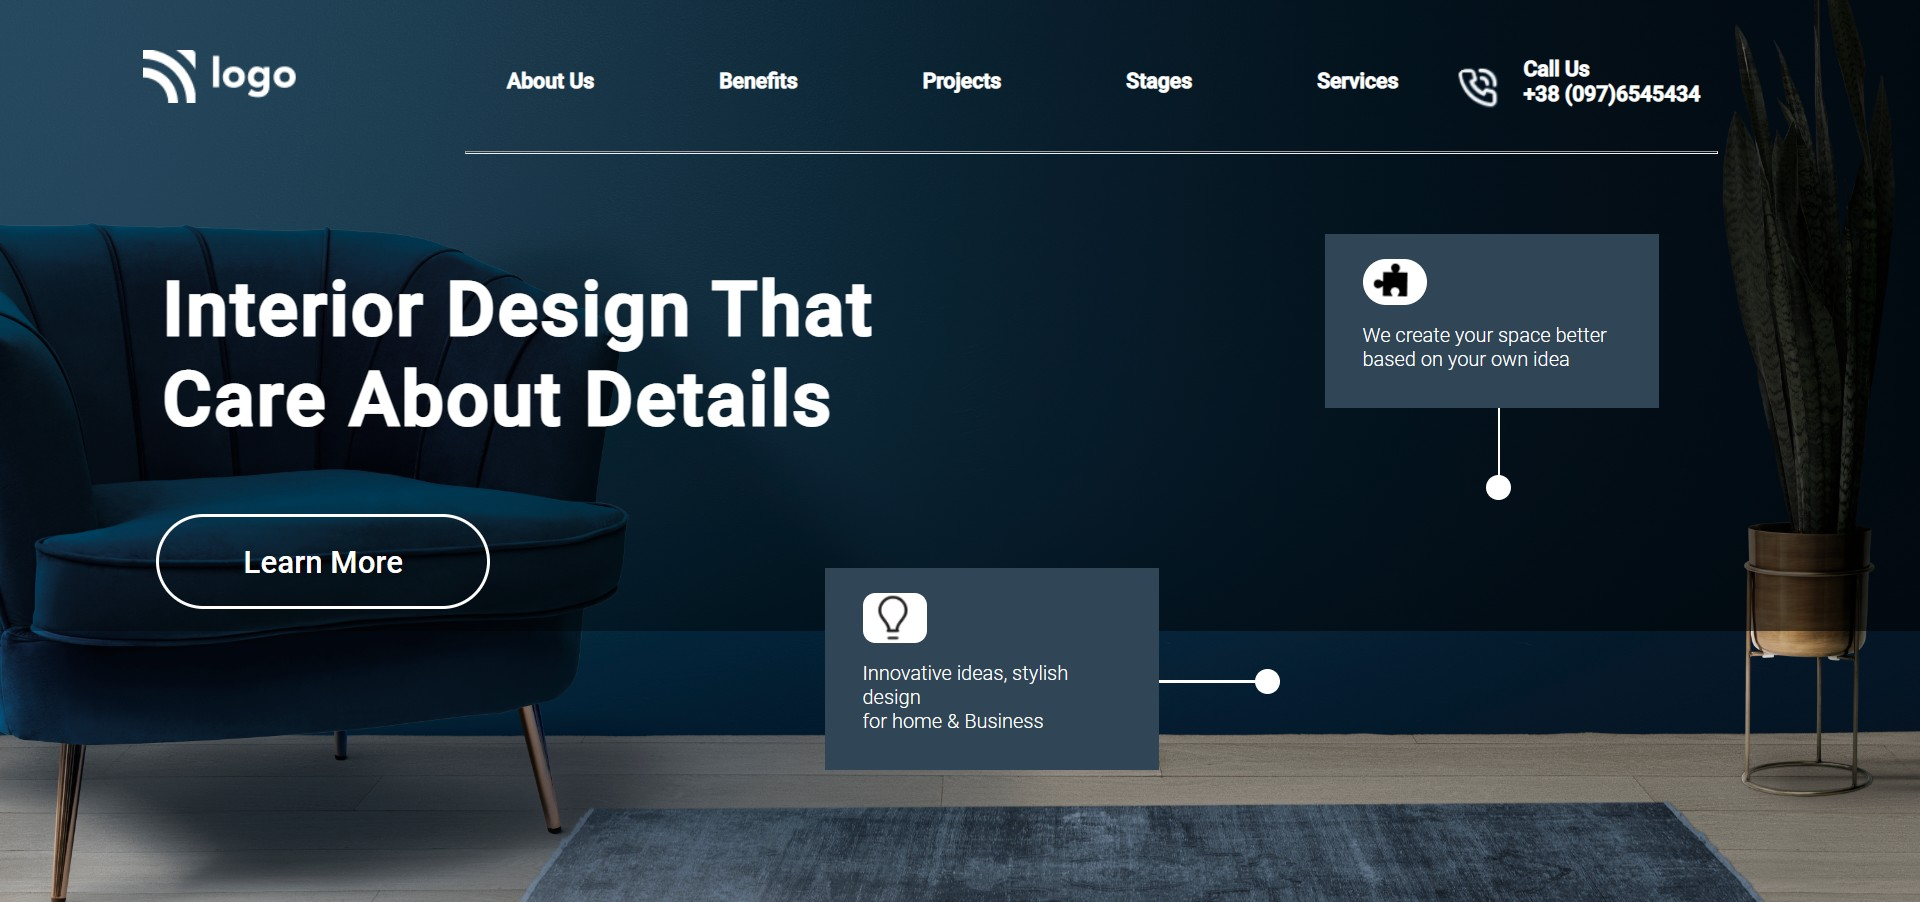 logo
About Us
Benefits
Projects
Stages
Services
Call Us
+38 (097)6545434
Interior Design That
Care About Details
We create your space better
based on your own idea
Learn More
Innovative ideas, stylish
design
for home & Business